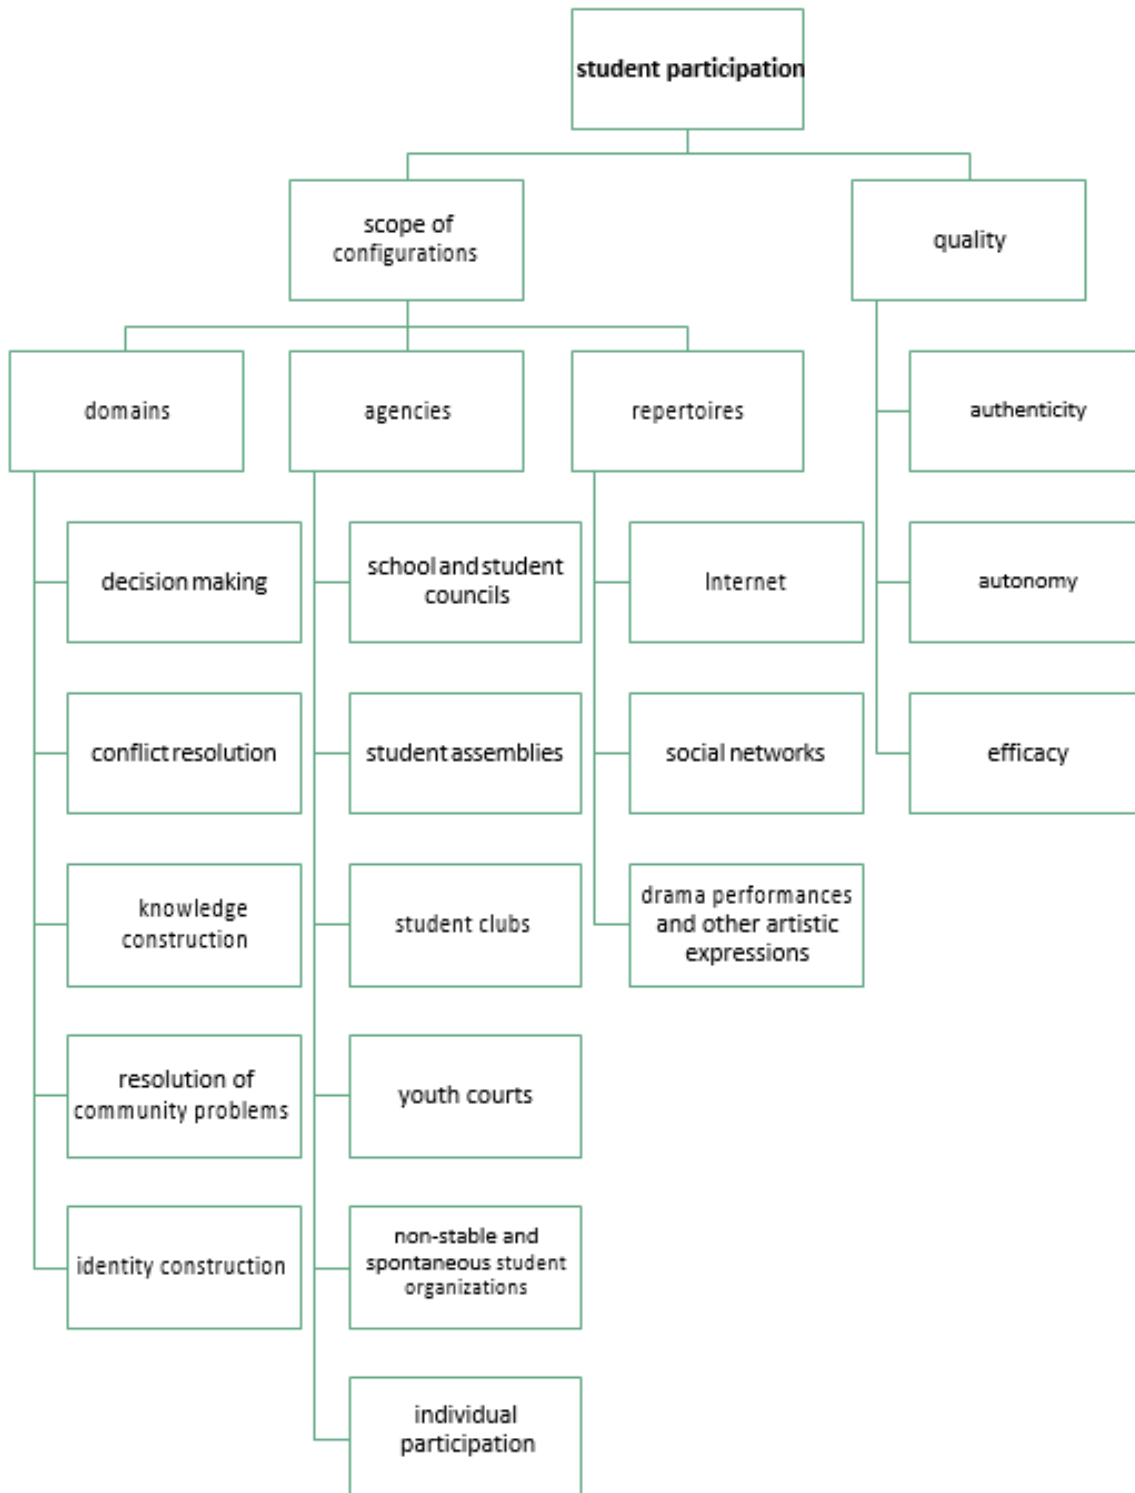 student participation
scope of
configurations
quality
domains
agencies
repertoires
authenticity
decision making
school and student
councils
Internet
autonomy
conflict resolution
student assemblies
social networks
efficacy
knowledge
construction
student clubs
drama performances
and other artistic
expressions
resolution of
community problems
youth courts
identity construction
non-stable and
spontaneous student
organizations
individual
participation